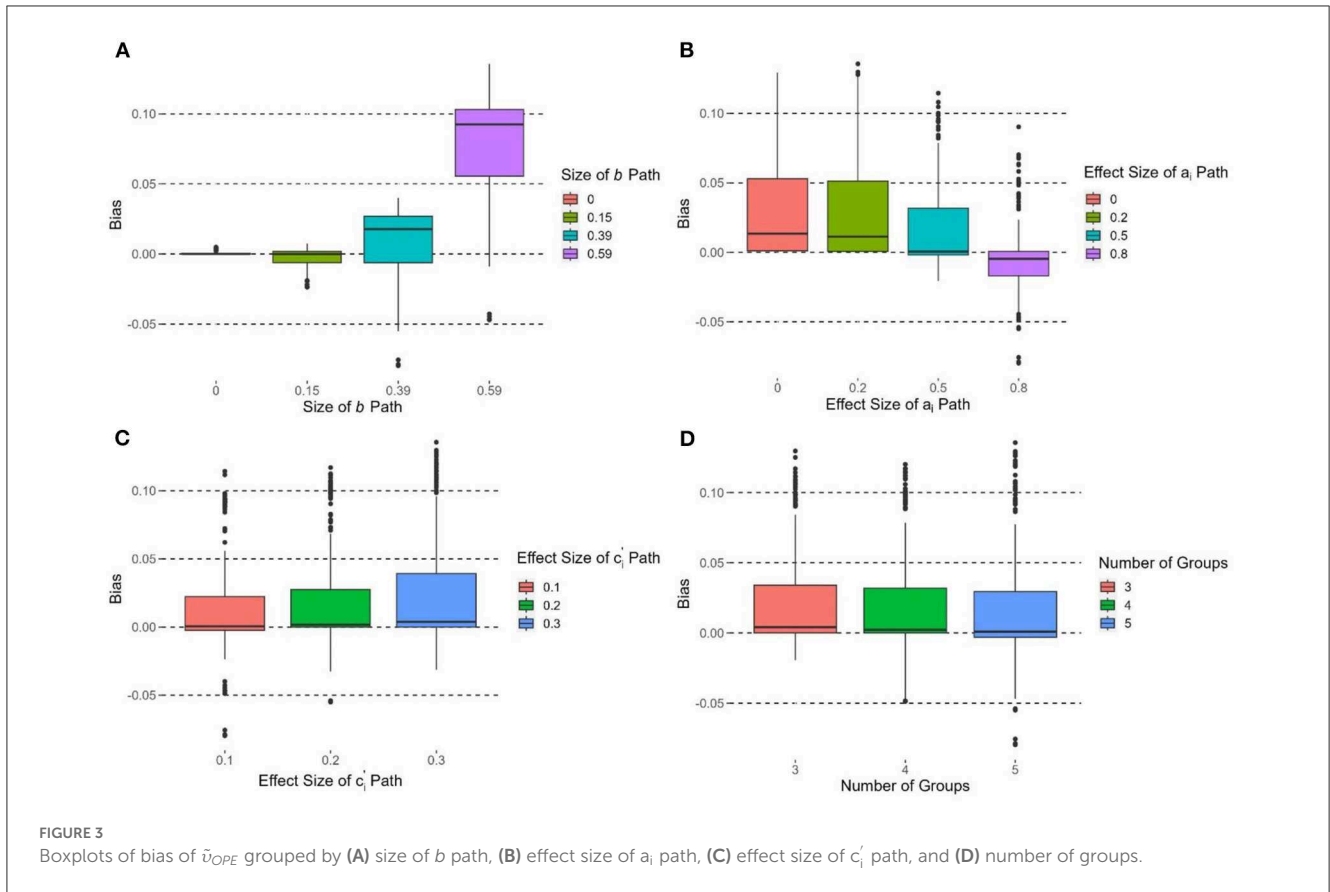 A
0.10
0.05
0.00
-0.05
Bias
0
0.15
0.39
0.59
Size of b Path
Size of b Path
0
0.15
0.39
0.59
B
0.10
0.05
0.00
-0.05
Bias
0
0.2
0.5
0.8
Effect Size of aᵢ Path
Effect Size of aᵢ Path
0
0.2
0.5
0.8
C
0.10
0.05
0.00
-0.05
Bias
0.1
0.2
0.3
Effect Size of cᵢ′ Path
Effect Size of cᵢ′ Path
0.1
0.2
0.3
D
0.10
0.05
0.00
-0.05
Bias
3
4
5
Number of Groups
Number of Groups
3
4
5
FIGURE 3
Boxplots of bias of υ̃OPE grouped by (A) size of b path, (B) effect size of aᵢ path, (C) effect size of cᵢ′ path, and (D) number of groups.